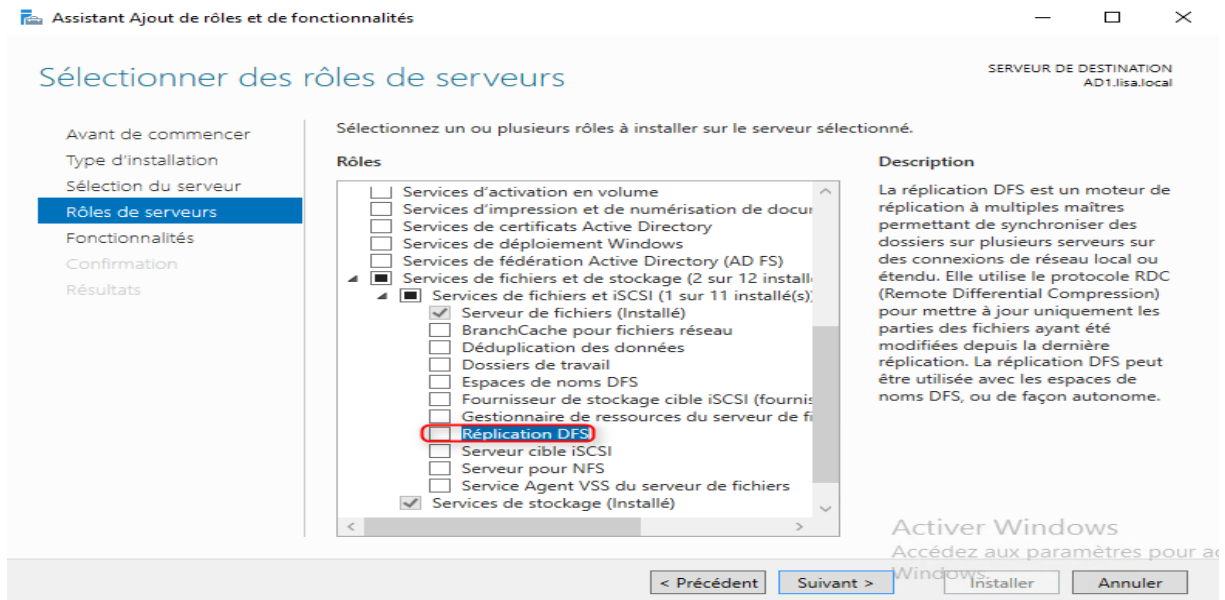 Assistant Ajout de rôles et de fonctionnalités
Sélectionner des rôles de serveurs
SERVEUR DE DESTINATION
AD1.lisa.local
Avant de commencer
Type d'installation
Sélection du serveur
Rôles de serveurs
Fonctionnalités
Confirmation
Résultats
Sélectionnez un ou plusieurs rôles à installer sur le serveur sélectionné.
Rôles
Services d'activation en volume
Services d'impression et de numérisation de docur
Services de certificats Active Directory
Services de déploiement Windows
Services de fédération Active Directory (AD FS)
Services de fichiers et de stockage (2 sur 12 install
Services de fichiers et iSCSI (1 sur 11 installé(s))
Serveur de fichiers (Installé)
BranchCache pour fichiers réseau
Déduplication des données
Dossiers de travail
Espaces de noms DFS
Fournisseur de stockage cible iSCSI (fournis
Gestionnaire de ressources du serveur de fi
Réplication DFS
Serveur cible iSCSI
Serveur pour NFS
Service Agent VSS du serveur de fichiers
Services de stockage (Installé)
Description
La réplication DFS est un moteur de
réplication à multiples maîtres
permettant de synchroniser des
dossiers sur plusieurs serveurs sur
des connexions de réseau local ou
étendu. Elle utilise le protocole RDC
(Remote Differential Compression)
pour mettre à jour uniquement les
parties des fichiers ayant été
modifiées depuis la dernière
réplication. La réplication DFS peut
être utilisée avec les espaces de
noms DFS, ou de façon autonome.
Activer Windows
Accédez aux paramètres pour ac
Windows.
< Précédent
Suivant >
Installer
Annuler